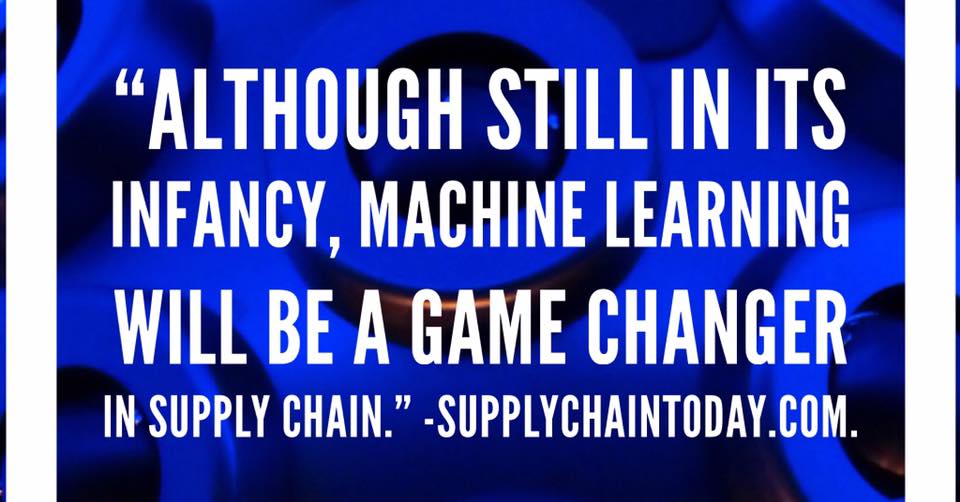 “ALTHOUGH STILL IN ITS
INFANCY, MACHINE LEARNING
WILL BE A GAME CHANGER
IN SUPPLY CHAIN.” -SUPPLYCHAINTODAY.COM.